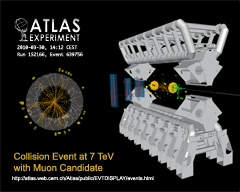 ATLAS
EXPERIMENT
2010-03-30, 14:12 CEST
Run 152166, Event 639756
Collision Event at 7 TeV
with Muon Candidate
http://atlas.web.cern.ch/Atlas/public/EVTDISPLAY/events.html